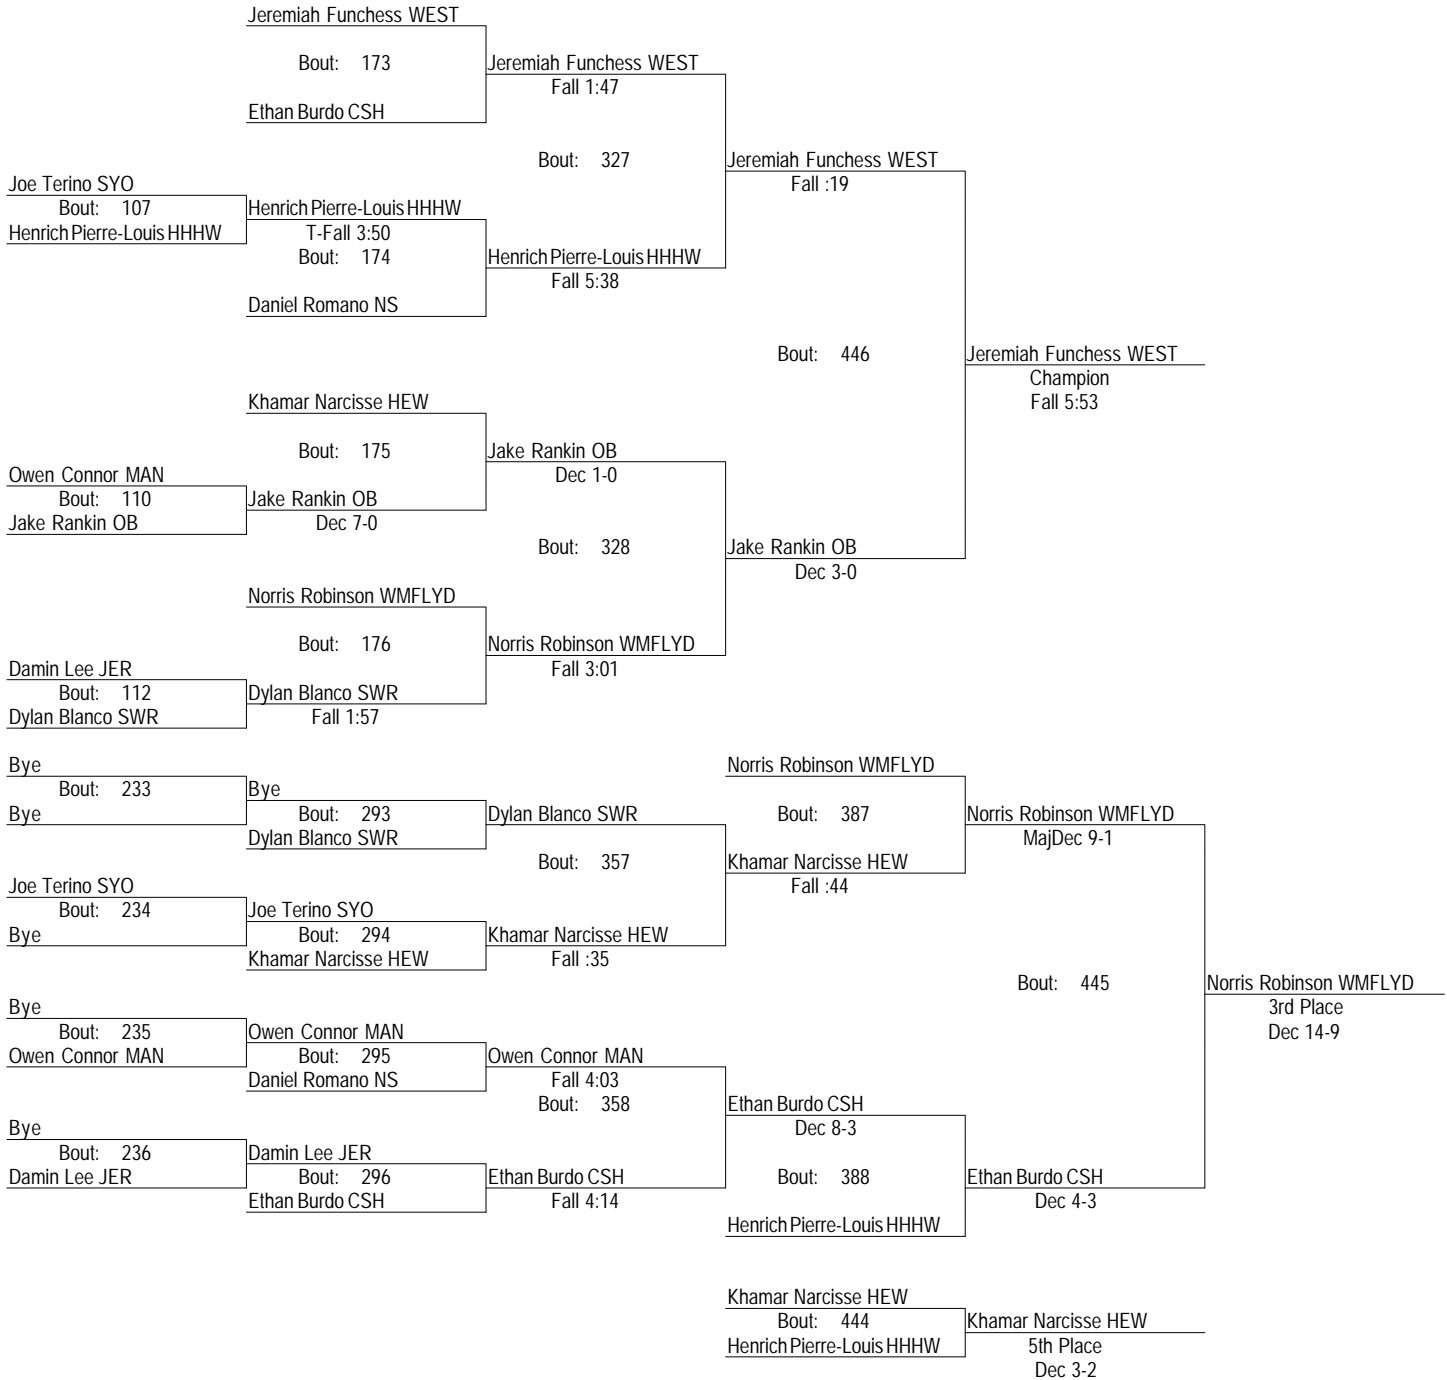 Jeremiah Funchess WEST
Bout: 173
Jeremiah Funchess WEST
Fall 1:47
Ethan Burdo CSH
Bout: 327
Jeremiah Funchess WEST
Fall :19
Joe Terino SYO
Bout: 107
Henrich Pierre-Louis HHHW
Henrich Pierre-Louis HHHW
T-Fall 3:50
Bout: 174
Henrich Pierre-Louis HHHW
Fall 5:38
Daniel Romano NS
Bout: 446
Jeremiah Funchess WEST
Champion
Fall 5:53
Khamar Narcisse HEW
Bout: 175
Jake Rankin OB
Dec 1-0
Owen Connor MAN
Bout: 110
Jake Rankin OB
Jake Rankin OB
Dec 7-0
Bout: 328
Jake Rankin OB
Dec 3-0
Norris Robinson WMFLYD
Bout: 176
Norris Robinson WMFLYD
Fall 3:01
Damin Lee JER
Bout: 112
Dylan Blanco SWR
Dylan Blanco SWR
Fall 1:57
Bye
Bout: 233
Bye
Bye
Bout: 293
Dylan Blanco SWR
Dylan Blanco SWR
Bout: 357
Norris Robinson WMFLYD
Bout: 387
Khamar Narcisse HEW
Fall :44
Norris Robinson WMFLYD
MajDec 9-1
Joe Terino SYO
Bout: 234
Bye
Joe Terino SYO
Bout: 294
Khamar Narcisse HEW
Khamar Narcisse HEW
Fall :35
Bout: 445
Norris Robinson WMFLYD
3rd Place
Dec 14-9
Bye
Bout: 235
Owen Connor MAN
Owen Connor MAN
Bout: 295
Daniel Romano NS
Owen Connor MAN
Fall 4:03
Bout: 358
Ethan Burdo CSH
Dec 8-3
Bye
Bout: 236
Damin Lee JER
Damin Lee JER
Bout: 296
Ethan Burdo CSH
Ethan Burdo CSH
Fall 4:14
Bout: 388
Henrich Pierre-Louis HHHW
Ethan Burdo CSH
Dec 4-3
Khamar Narcisse HEW
Bout: 444
Henrich Pierre-Louis HHHW
Khamar Narcisse HEW
5th Place
Dec 3-2